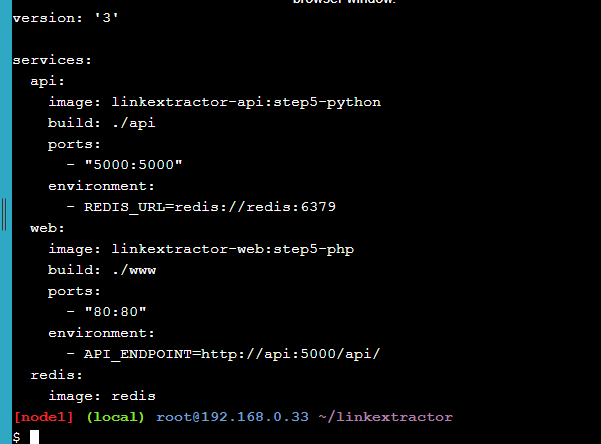 browser window.
version: '3'
services:
api:
image: linkextractor-api:step5-python
build: ./api
ports:
- "5000:5000"
environment:
- REDIS_URL=redis://redis:6379
web:
image: linkextractor-web:step5-php
build: ./www
ports:
- "80:80"
environment:
- API_ENDPOINT=http://api:5000/api/
redis:
image: redis
[node1] (local) root@192.168.0.33 ~/linkextractor
$